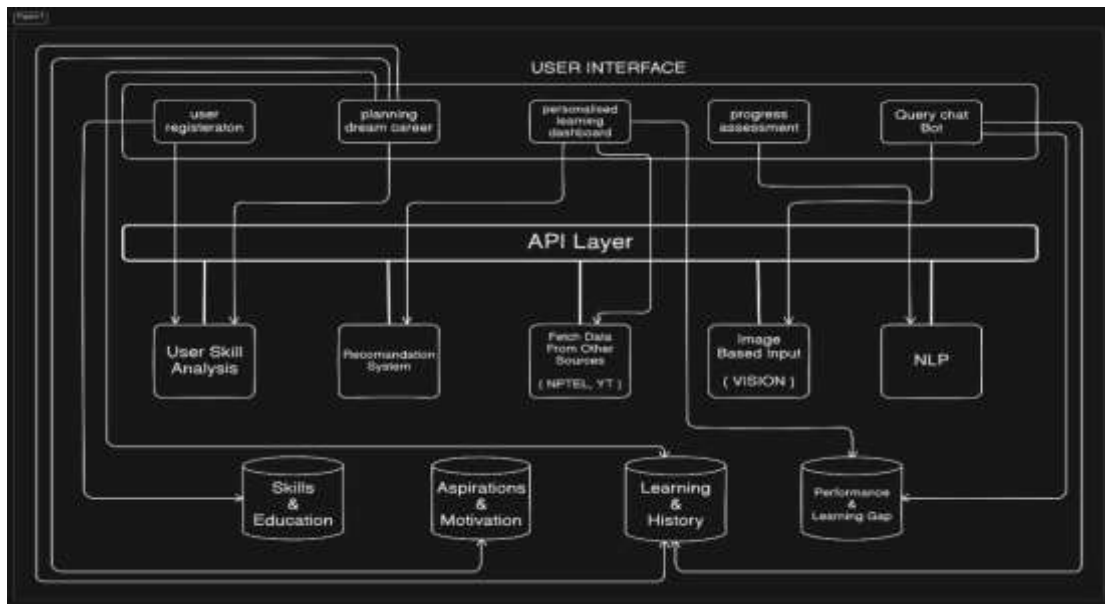 USER INTERFACE
user
registeraton
planning
dream career
personalised
learning
dashboard
progress
assessment
Query chat
Bot
API Layer
User Skill
Analysis
Recomandation
System
Fetch Data
From Other
Sources
( NPTEL, YT )
Image
Based Input
( VISION )
NLP
Skills
&
Education
Aspirations
&
Motivation
Learning
&
History
Performance
&
Learning Gap